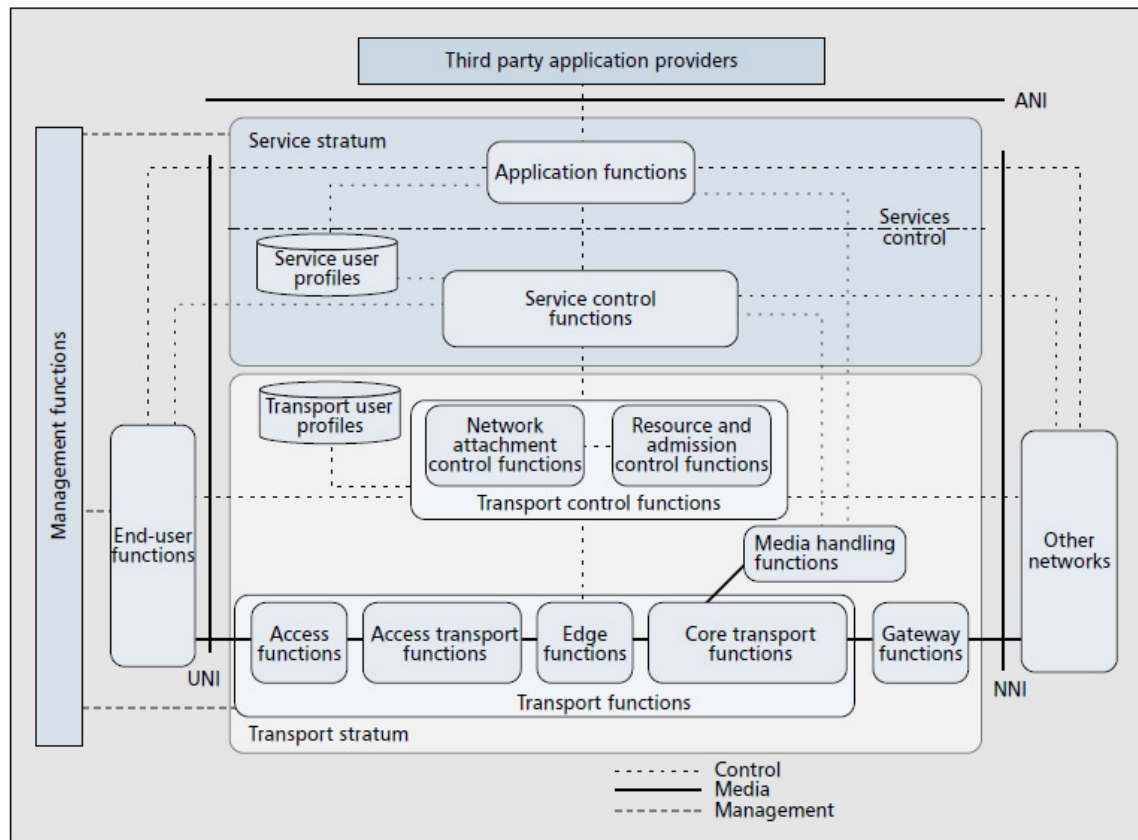 Third party application providers
ANI
Service stratum
Application functions
Services
control
Service user
profiles
Service control
functions
Management functions
Transport user
profiles
Network
attachment
control functions
Resource and
admission
control functions
Transport control functions
End-user
functions
Media handling
functions
Other
networks
Access
functions
Access transport
functions
Edge
functions
Core transport
functions
Gateway
functions
UNI
NNI
Transport functions
Transport stratum
Control
Media
Management